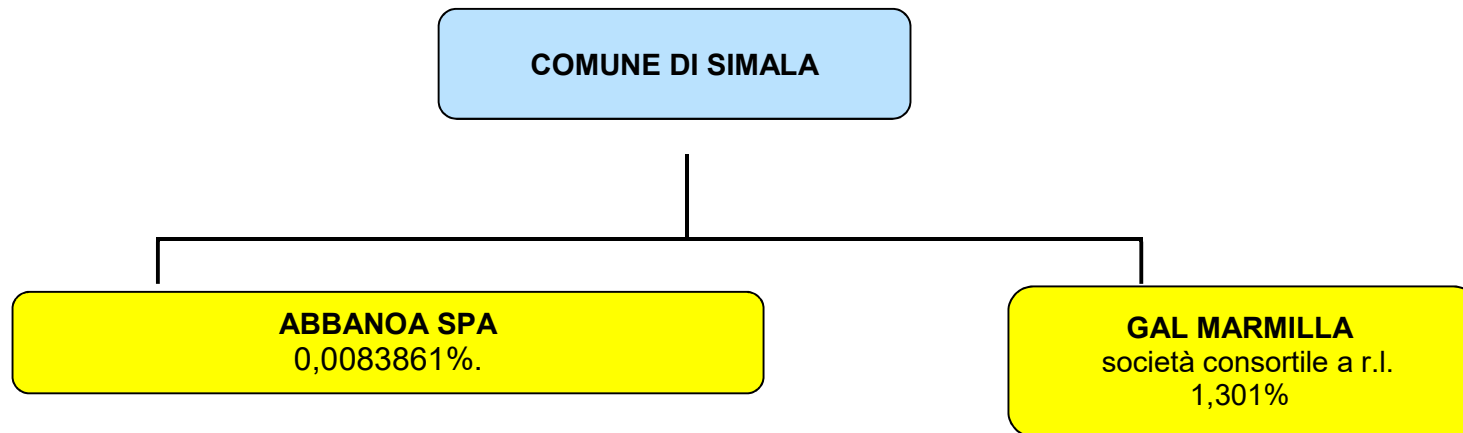 COMUNE DI SIMALA
ABBANOA SPA
0,0083861%.
GAL MARMILLA
società consortile a r.l.
1,301%